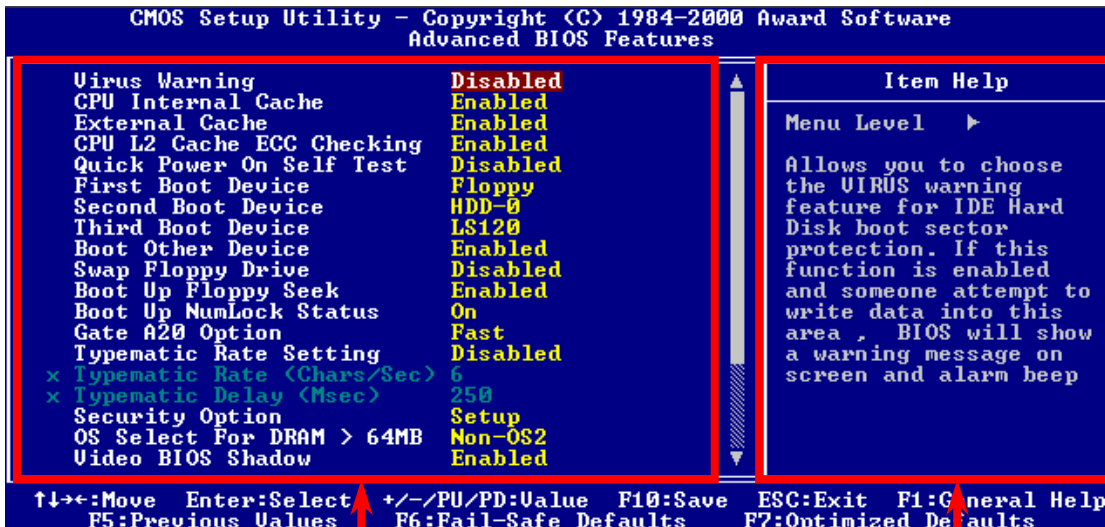 CMOS Setup Utility - Copyright (C) 1984-2000 Award Software
Advanced BIOS Features
Virus Warning Disabled
CPU Internal Cache Enabled
External Cache Enabled
CPU L2 Cache ECC Checking Enabled
Quick Power On Self Test Disabled
First Boot Device Floppy
Second Boot Device HDD-0
Third Boot Device LS120
Boot Other Device Enabled
Swap Floppy Drive Disabled
Boot Up Floppy Seek Enabled
Boot Up NumLock Status On
Gate A20 Option Fast
Typematic Rate Setting Disabled
x Typematic Rate (Chars/Sec) 6
x Typematic Delay (Msec) 250
Security Option Setup
OS Select For DRAM > 64MB Non-OS2
Video BIOS Shadow Enabled
Item Help
Menu Level ►
Allows you to choose
the VIRUS warning
feature for IDE Hard
Disk boot sector
protection. If this
function is enabled
and someone attempt to
write data into this
area , BIOS will show
a warning message on
screen and alarm beep
↑↓→←:Move Enter:Select +/-/PU/PD:Value F10:Save ESC:Exit F1:General Help
F5:Previous Values F6:Fail-Safe Defaults F7:Optimized Defaults